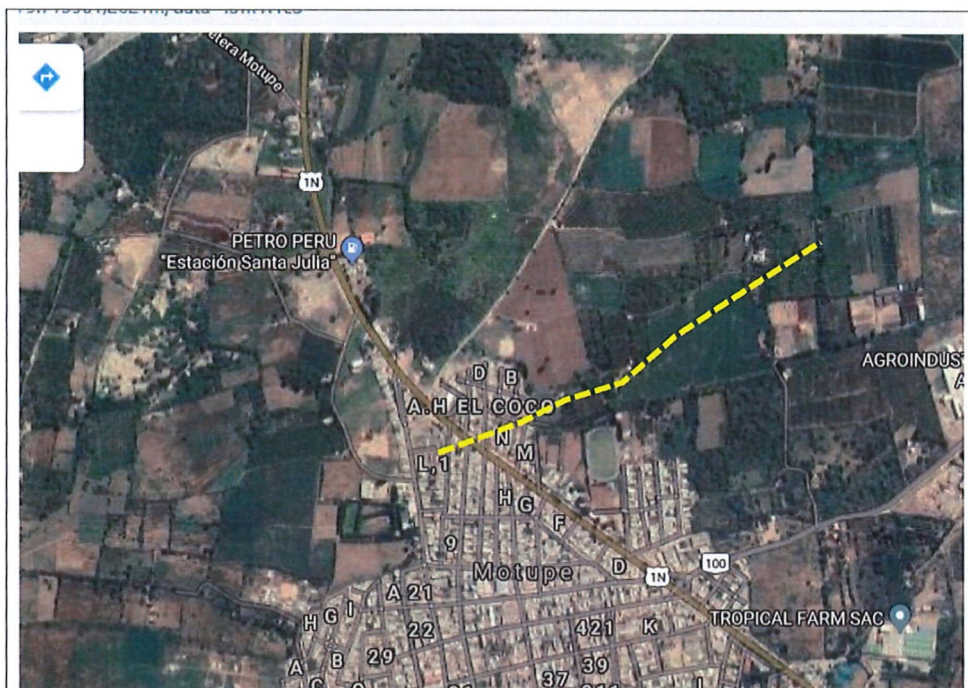 etera Motupe
1N
PETRO PERU
"Estación Santa Julia"
AGROINDUS
A
D
B
A.H EL COCO
N
M
L,1
H
G
F
9
D
100
1N
Motupe
A 21
I
G
H
22
421
K
TROPICAL FARM SAC
29
B
A
39
C
37